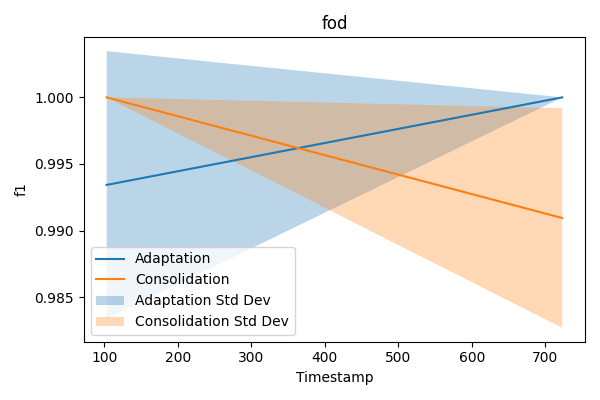 fod
f1
1.000
0.995
0.990
0.985
Adaptation
Consolidation
Adaptation Std Dev
Consolidation Std Dev
100 200 300 400 500 600 700
Timestamp